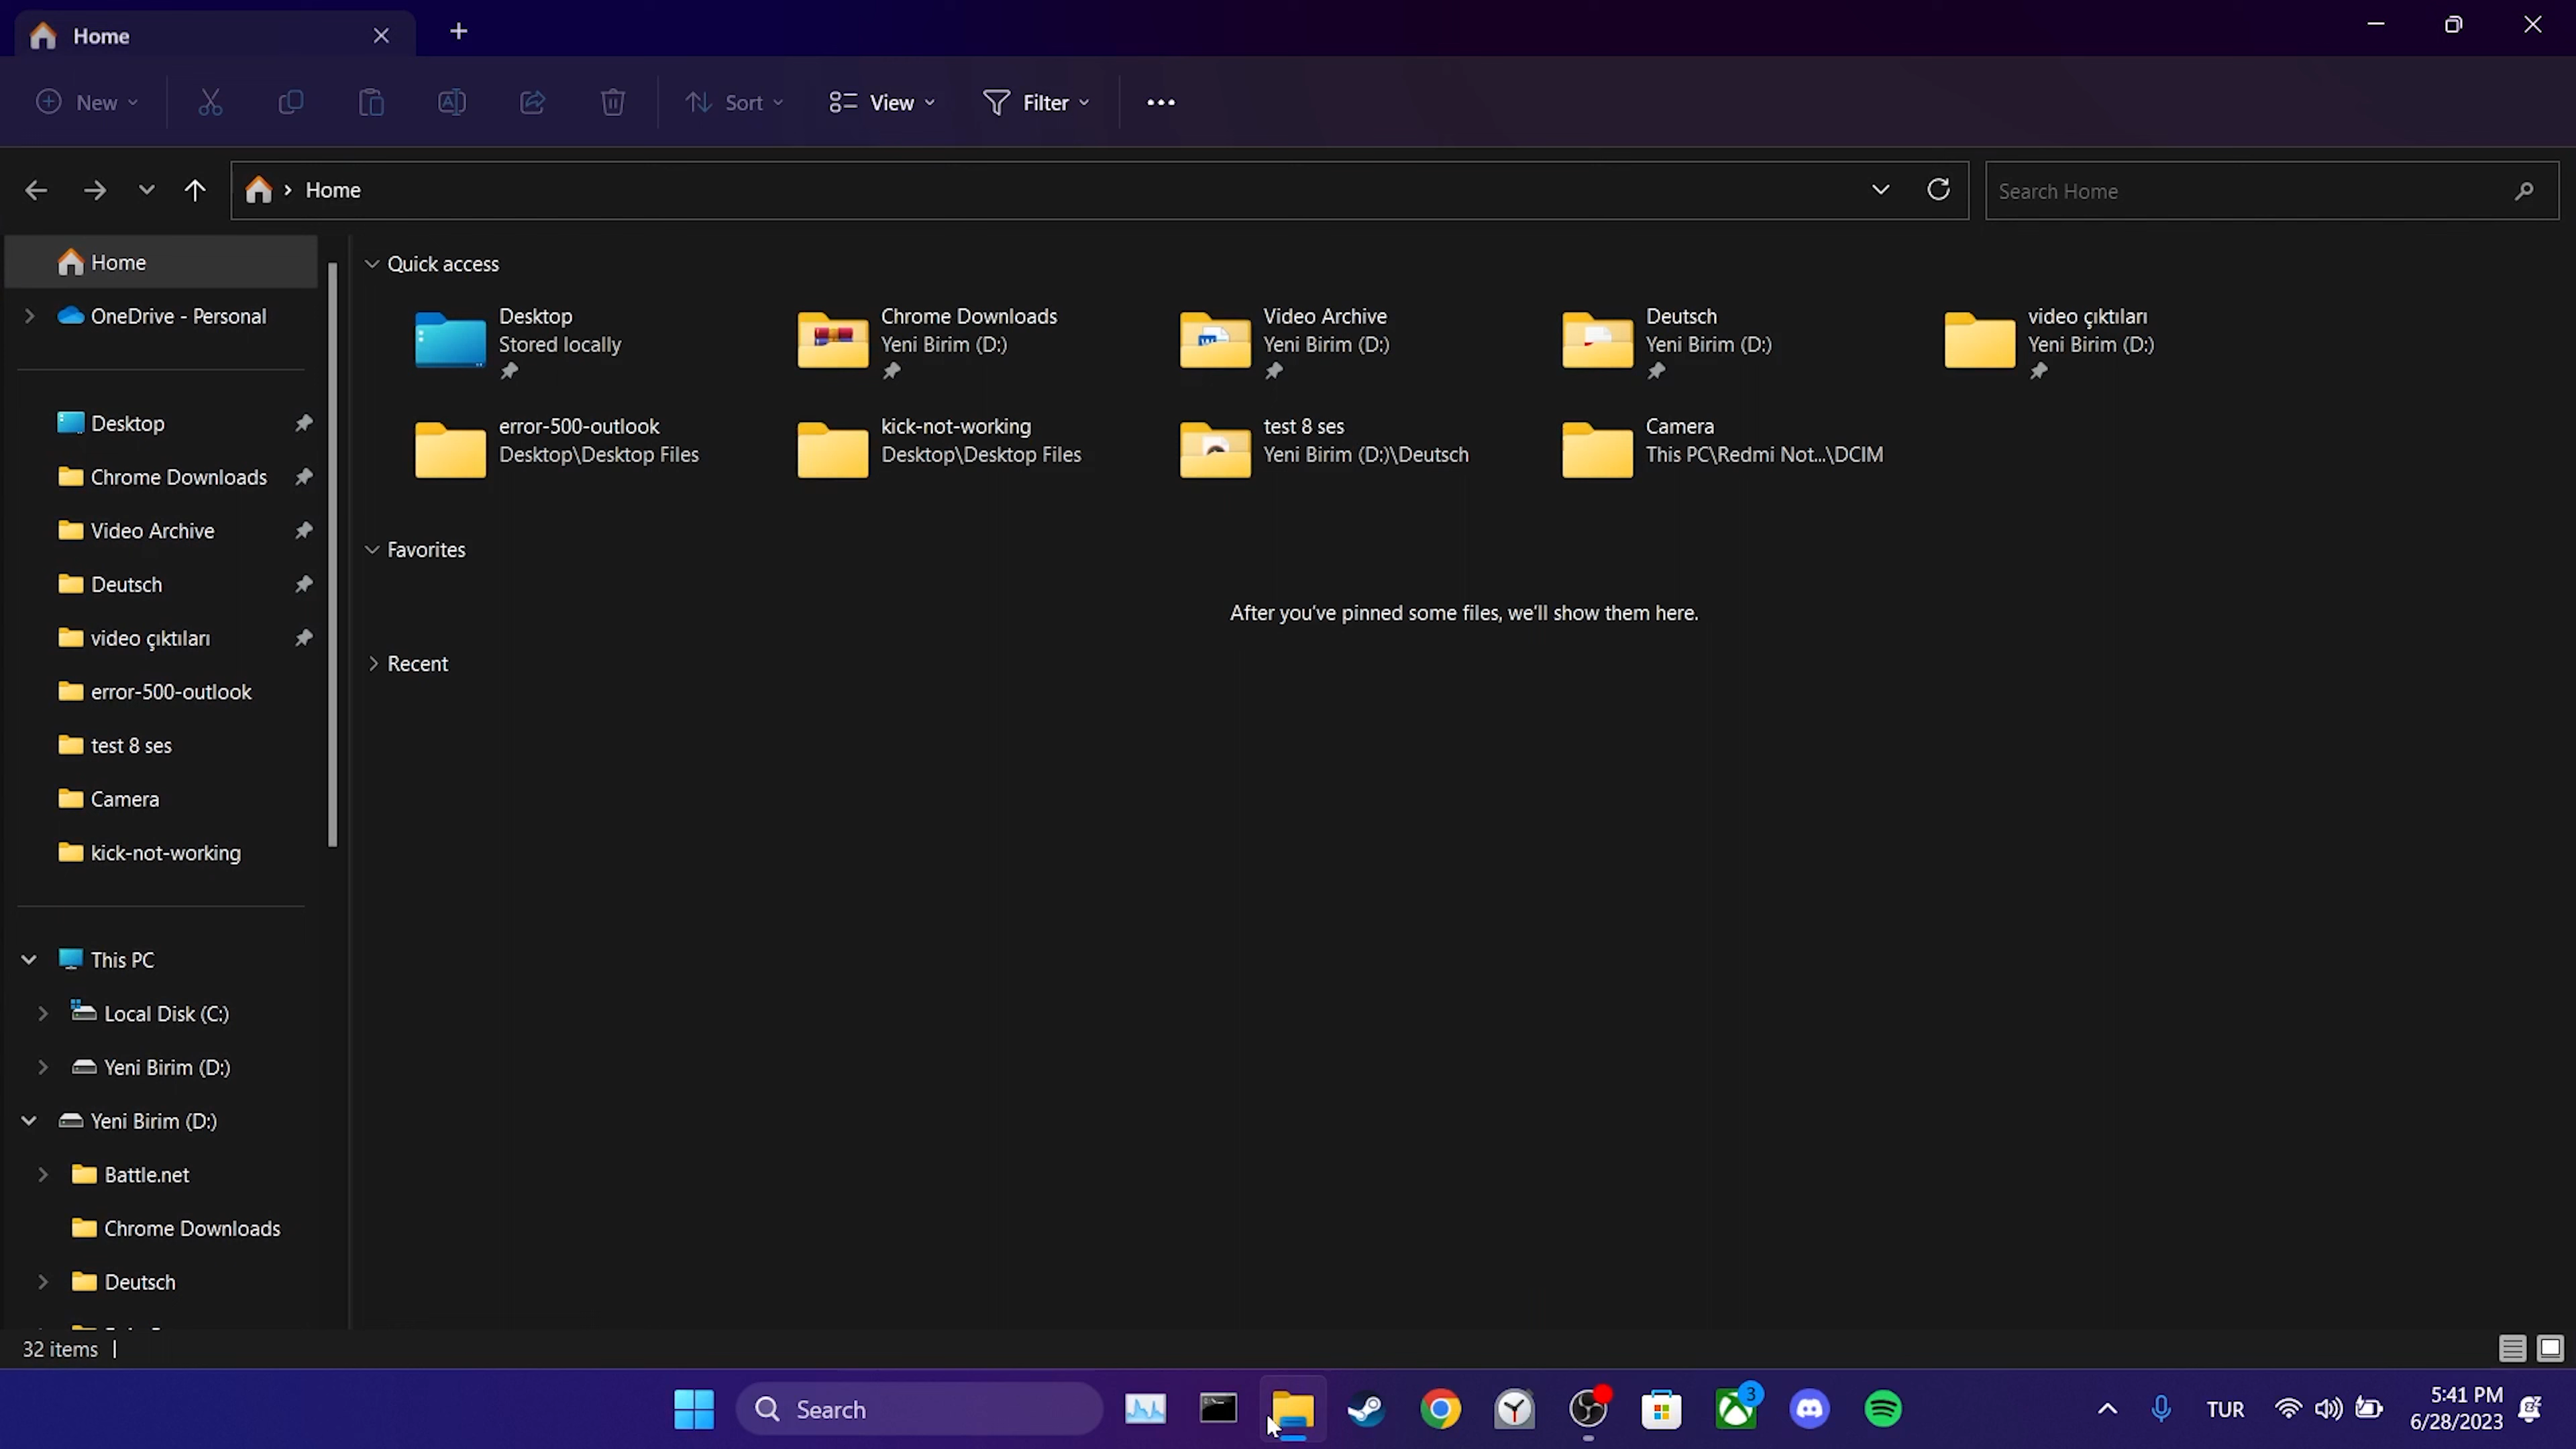 Home
New
Sort
View
Filter
Home
Search Home
Home
OneDrive - Personal
Desktop
Chrome Downloads
Video Archive
Deutsch
video çıktıları
error-500-outlook
test 8 ses
Camera
kick-not-working
This PC
Local Disk (C:)
Yeni Birim (D:)
Yeni Birim (D:)
Battle.net
Chrome Downloads
Deutsch
Quick access
Desktop
Stored locally
Chrome Downloads
Yeni Birim (D:)
Video Archive
Yeni Birim (D:)
Deutsch
Yeni Birim (D:)
video çıktıları
Yeni Birim (D:)
error-500-outlook
Desktop\Desktop Files
kick-not-working
Desktop\Desktop Files
test 8 ses
Yeni Birim (D:)\Deutsch
Camera
This PC\Redmi Not...\DCIM
Favorites
After you've pinned some files, we'll show them here.
Recent
32 items
Search
3
TUR
5:41 PM
6/28/2023